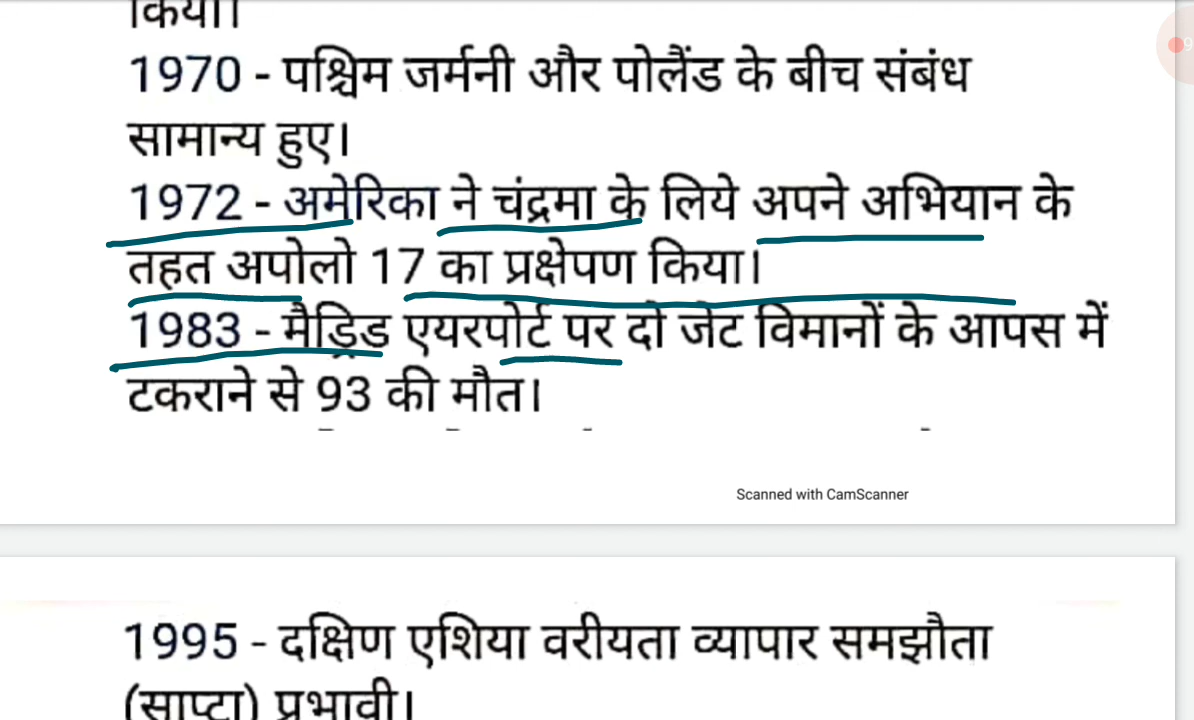 किया।
1970 - पश्चिम जर्मनी और पोलैंड के बीच संबंध
सामान्य हुए।
1972 - अमेरिका ने चंद्रमा के लिये अपने अभियान के
तहत अपोलो 17 का प्रक्षेपण किया।
1983 - मैड्रिड एयरपोर्ट पर दो जेट विमानों के आपस में
टकराने से 93 की मौत।
Scanned with CamScanner
1995 - दक्षिण एशिया वरीयता व्यापार समझौता
(साप्टा) प्रभावी।